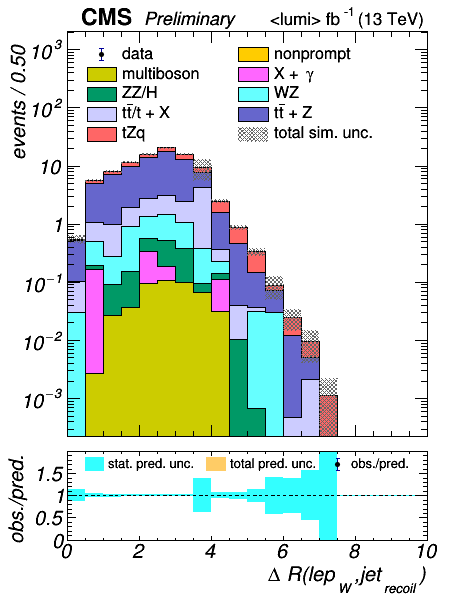 CMS Preliminary <lumi> fb⁻¹ (13 TeV)
events / 0.50
10³
10²
10
1
10⁻¹
10⁻²
10⁻³
data
nonprompt
multiboson
X + γ
ZZ/H
WZ
tt̄/t + X
tt̄ + Z
tZq
total sim. unc.
obs./pred.
1.5
1
0.5
0
stat. pred. unc.
total pred. unc.
obs./pred.
0 2 4 6 8 10
Δ R(lep_W,jet_recoil)